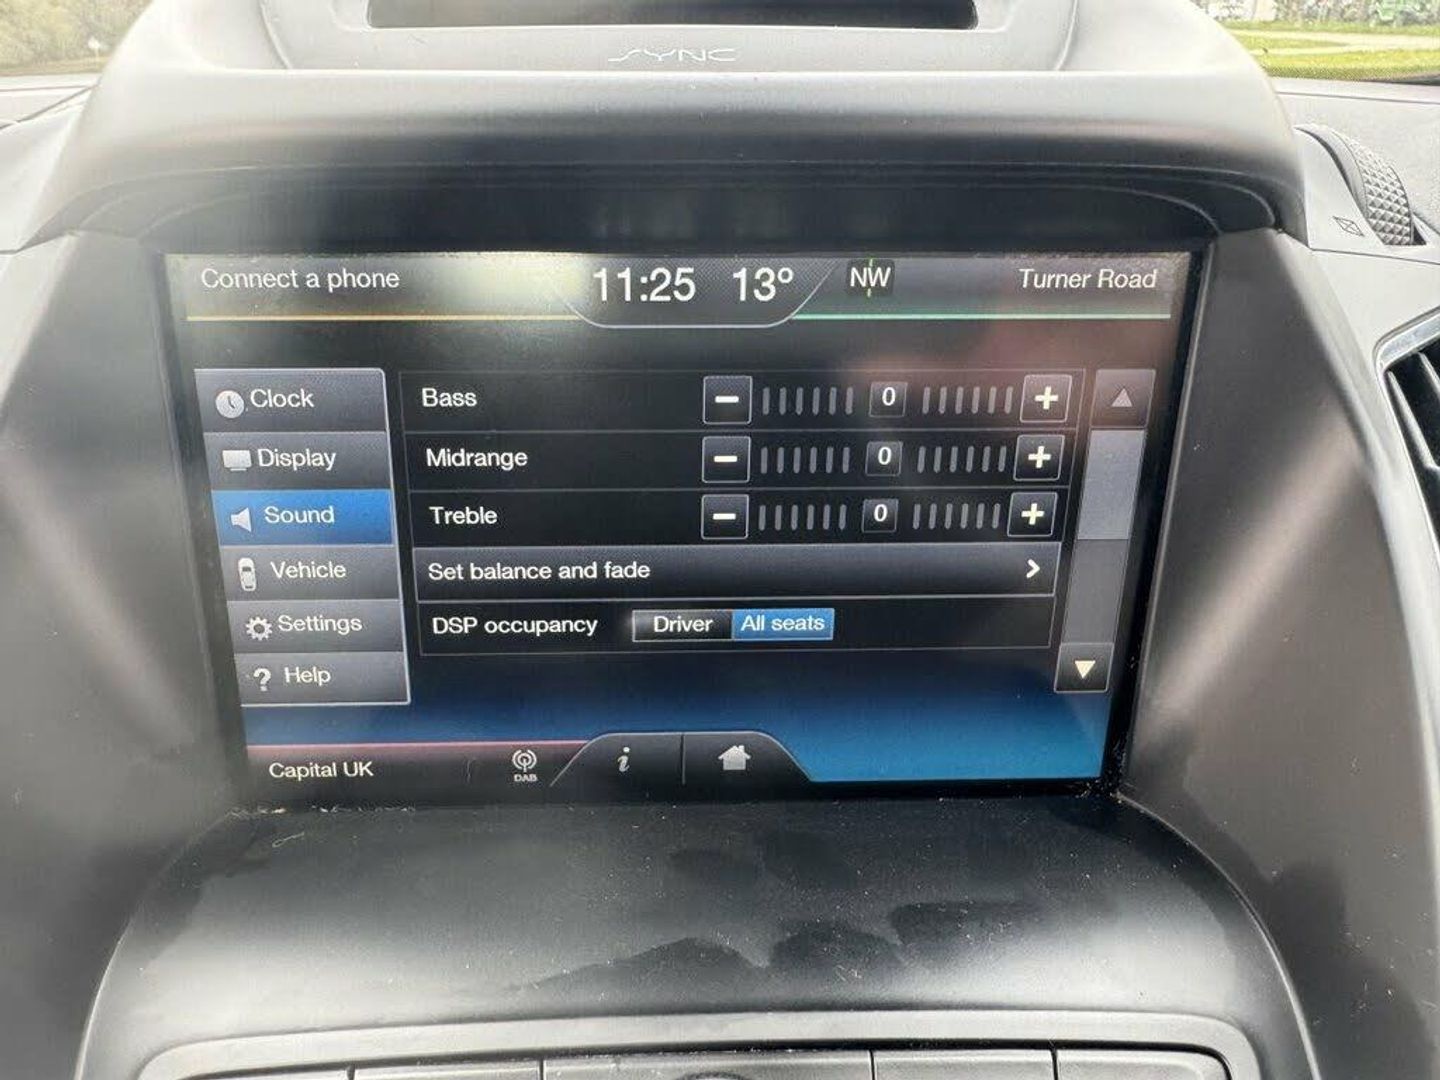 SYNC
Connect a phone 11:25 13º NW Turner Road
Clock
Display
Sound
Vehicle
Settings
? Help
Bass − 0 +
Midrange − 0 +
Treble − 0 +
Set balance and fade >
DSP occupancy Driver All seats
Capital UK DAB i